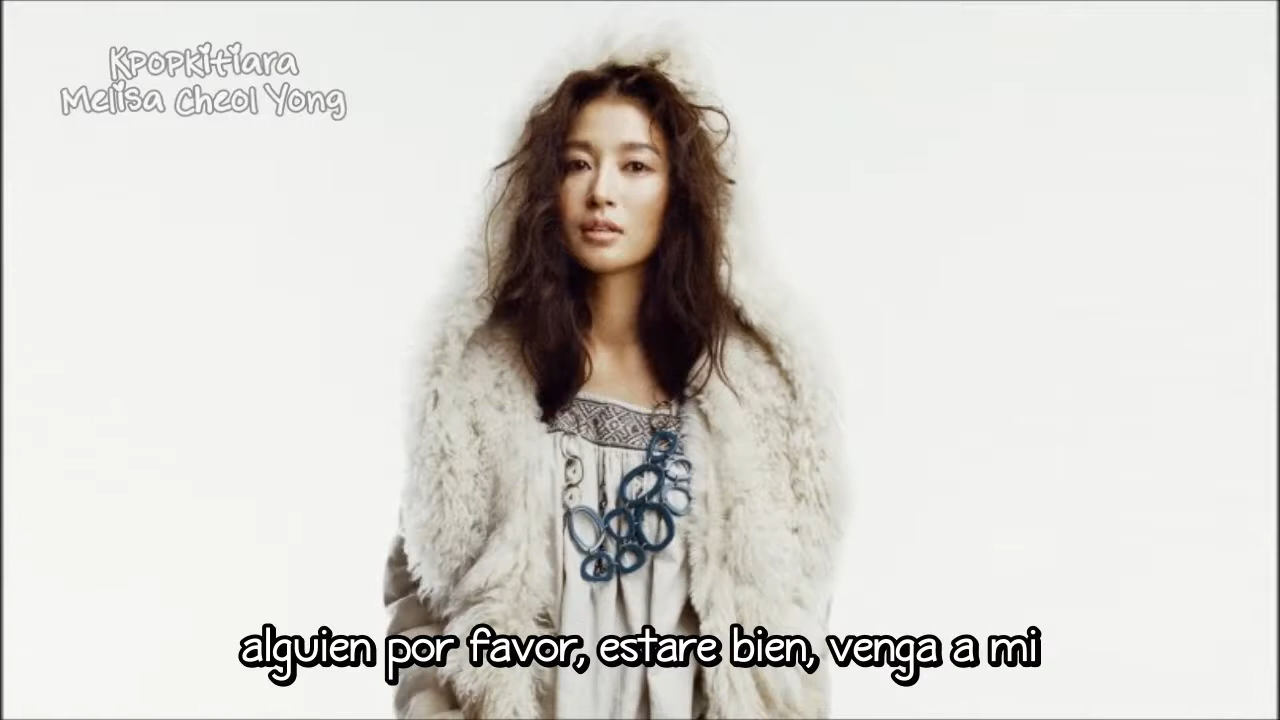 Kpopkitiara
Melisa Cheol Yong
alguien por favor, estare bien, venga a mi